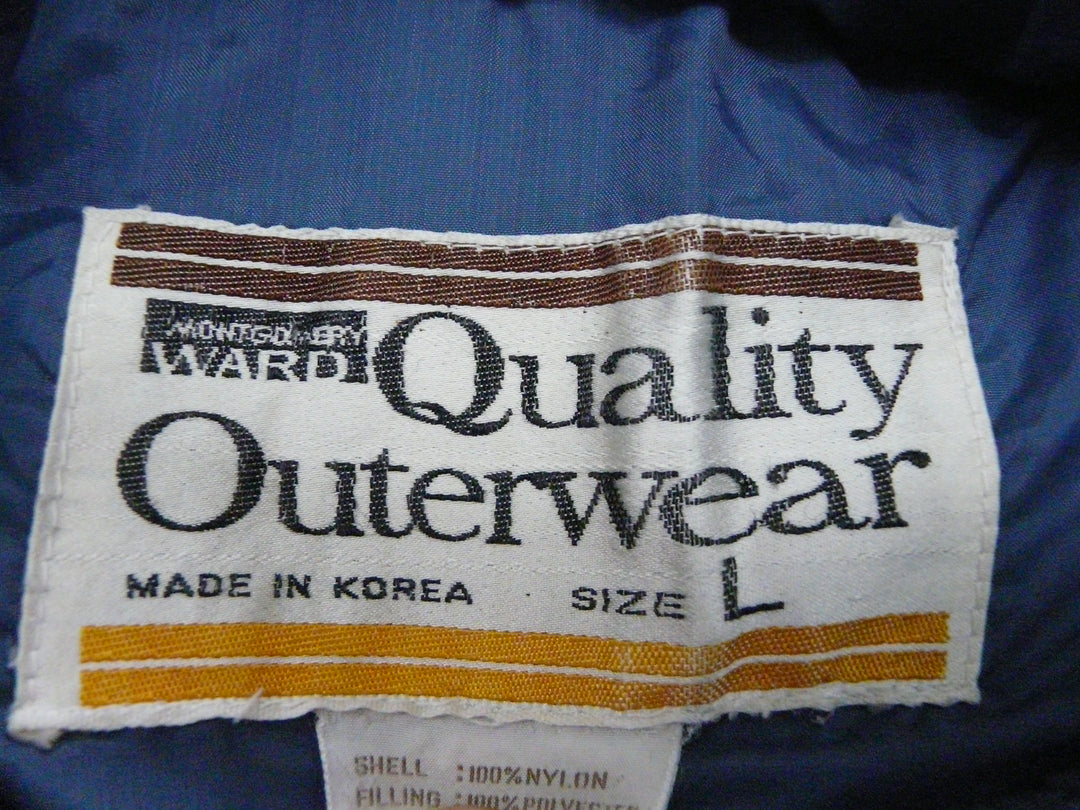 MONTGOMERY
WARD Quality
Outerwear
MADE IN KOREA SIZE L
SHELL :100%NYLON
FILLING :100%POLYESTER